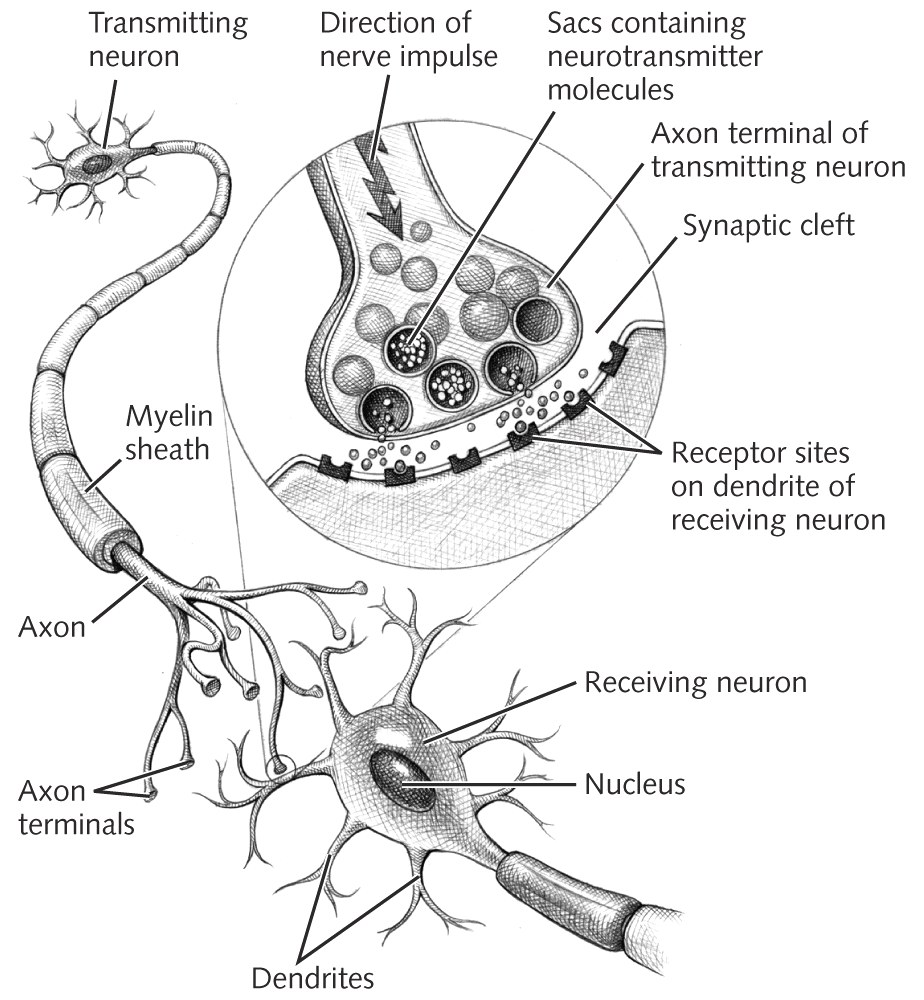 Transmitting
neuron
Direction of
nerve impulse
Sacs containing
neurotransmitter
molecules
Axon terminal of
transmitting neuron
Synaptic cleft
Myelin
sheath
Receptor sites
on dendrite of
receiving neuron
Axon
Receiving neuron
Nucleus
Axon
terminals
Dendrites